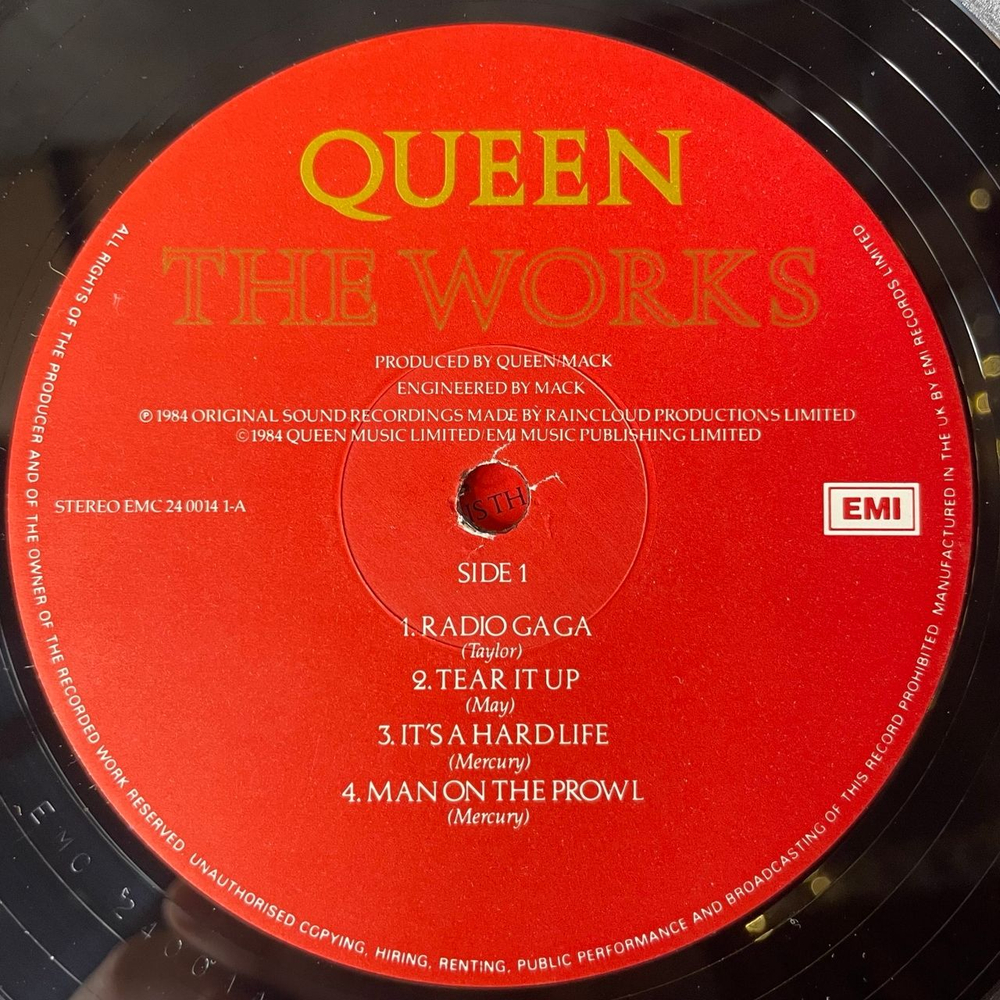 QUEEN
THE WORKS
PRODUCED BY QUEEN/MACK
ENGINEERED BY MACK
℗ 1984 ORIGINAL SOUND RECORDINGS MADE BY RAINCLOUD PRODUCTIONS LIMITED
© 1984 QUEEN MUSIC LIMITED/EMI MUSIC PUBLISHING LIMITED
STEREO EMC 24 0014 1-A
EMI
IS TH
SIDE 1
1. RADIO GA GA
(Taylor)
2. TEAR IT UP
(May)
3. IT'S A HARD LIFE
(Mercury)
4. MAN ON THE PROWL
(Mercury)
ALL RIGHTS OF THE PRODUCER AND OF THE OWNER OF THE RECORDED WORK RESERVED. UNAUTHORISED COPYING, HIRING, RENTING, PUBLIC PERFORMANCE AND BROADCASTING OF THIS RECORD PROHIBITED MANUFACTURED IN THE UK BY EMI RECORDS LIMITED
EMC 24001